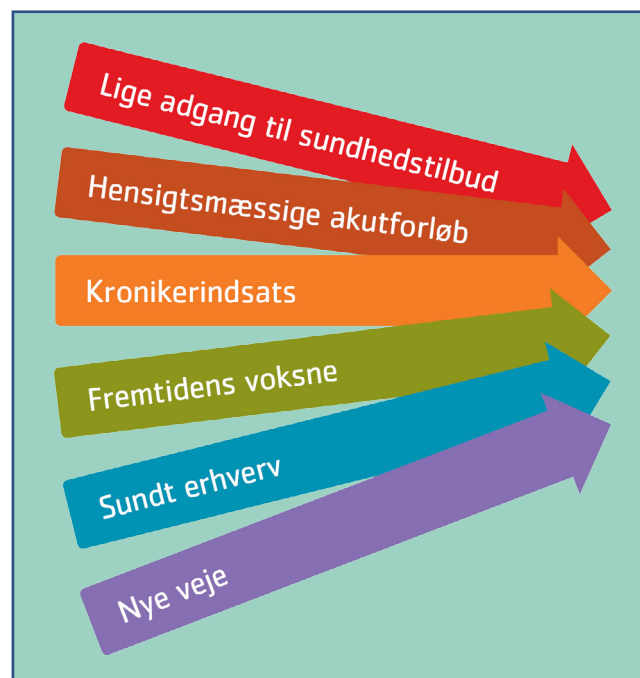 Lige adgang til sundhedstilbud
Hensigtsmæssige akutforløb
Kronikerindsats
Fremtidens voksne
Sundt erhverv
Nye veje